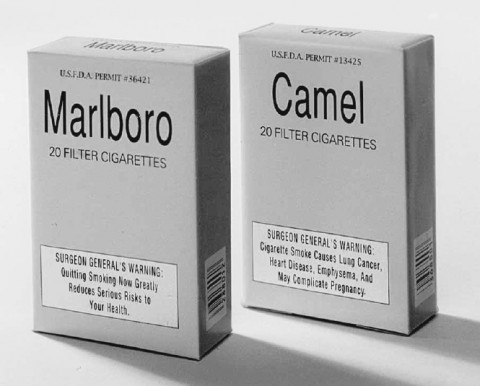 Marlboro
U.S.F.D.A. PERMIT #36421
Marlboro
20 FILTER CIGARETTES
SURGEON GENERAL'S WARNING:
Quitting Smoking Now Greatly
Reduces Serious Risks to
Your Health.
Camel
U.S.F.D.A. PERMIT #13425
Camel
20 FILTER CIGARETTES
SURGEON GENERAL'S WARNING:
Cigarette Smoke Causes Lung Cancer,
Heart Disease, Emphysema, And
May Complicate Pregnancy.